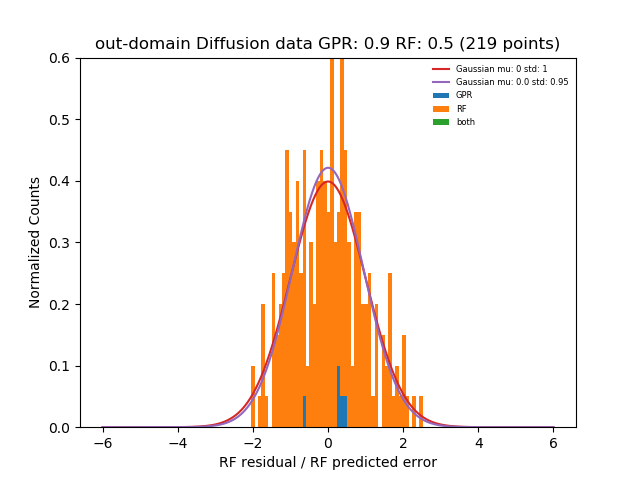 out-domain Diffusion data GPR: 0.9 RF: 0.5 (219 points)
Gaussian mu: 0 std: 1
Gaussian mu: 0.0 std: 0.95
GPR
RF
both
Normalized Counts
0.6
0.5
0.4
0.3
0.2
0.1
0.0
−6 −4 −2 0 2 4 6
RF residual / RF predicted error